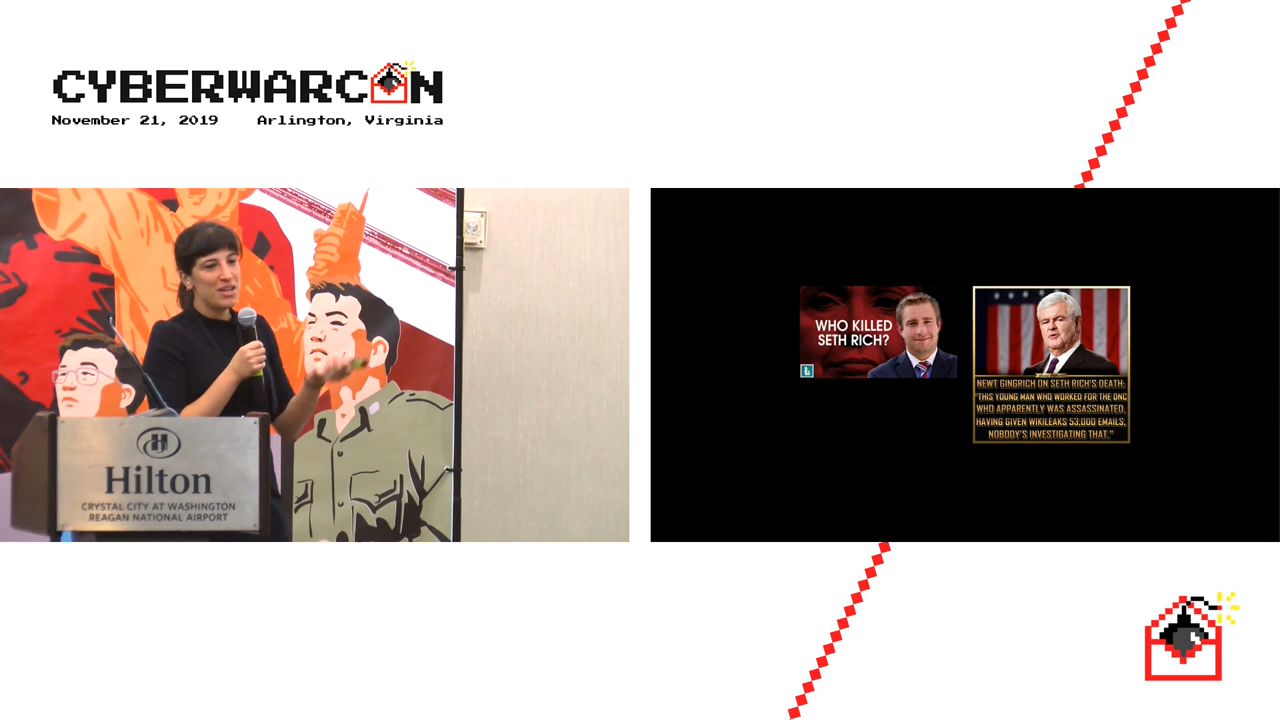 CYBERWARCON
November 21, 2019 Arlington, Virginia
Hilton
CRYSTAL CITY AT WASHINGTON
REAGAN NATIONAL AIRPORT
WHO KILLED
SETH RICH?
NEWT GINGRICH ON SETH RICH'S DEATH:
"THIS YOUNG MAN WHO WORKED FOR THE DNC
WHO APPARENTLY WAS ASSASSINATED,
HAVING GIVEN WIKILEAKS 53,000 EMAILS,
NOBODY'S INVESTIGATING THAT."